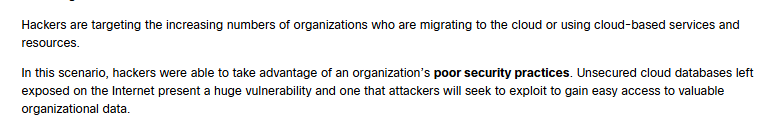 Hackers are targeting the increasing numbers of organizations who are migrating to the cloud or using cloud-based services and
resources.
In this scenario, hackers were able to take advantage of an organization's poor security practices. Unsecured cloud databases left
exposed on the Internet present a huge vulnerability and one that attackers will seek to exploit to gain easy access to valuable
organizational data.